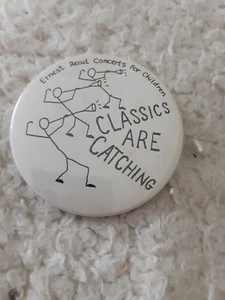 Ernest Read Concerts for Children
CLASSICS
ARE
CATCHING